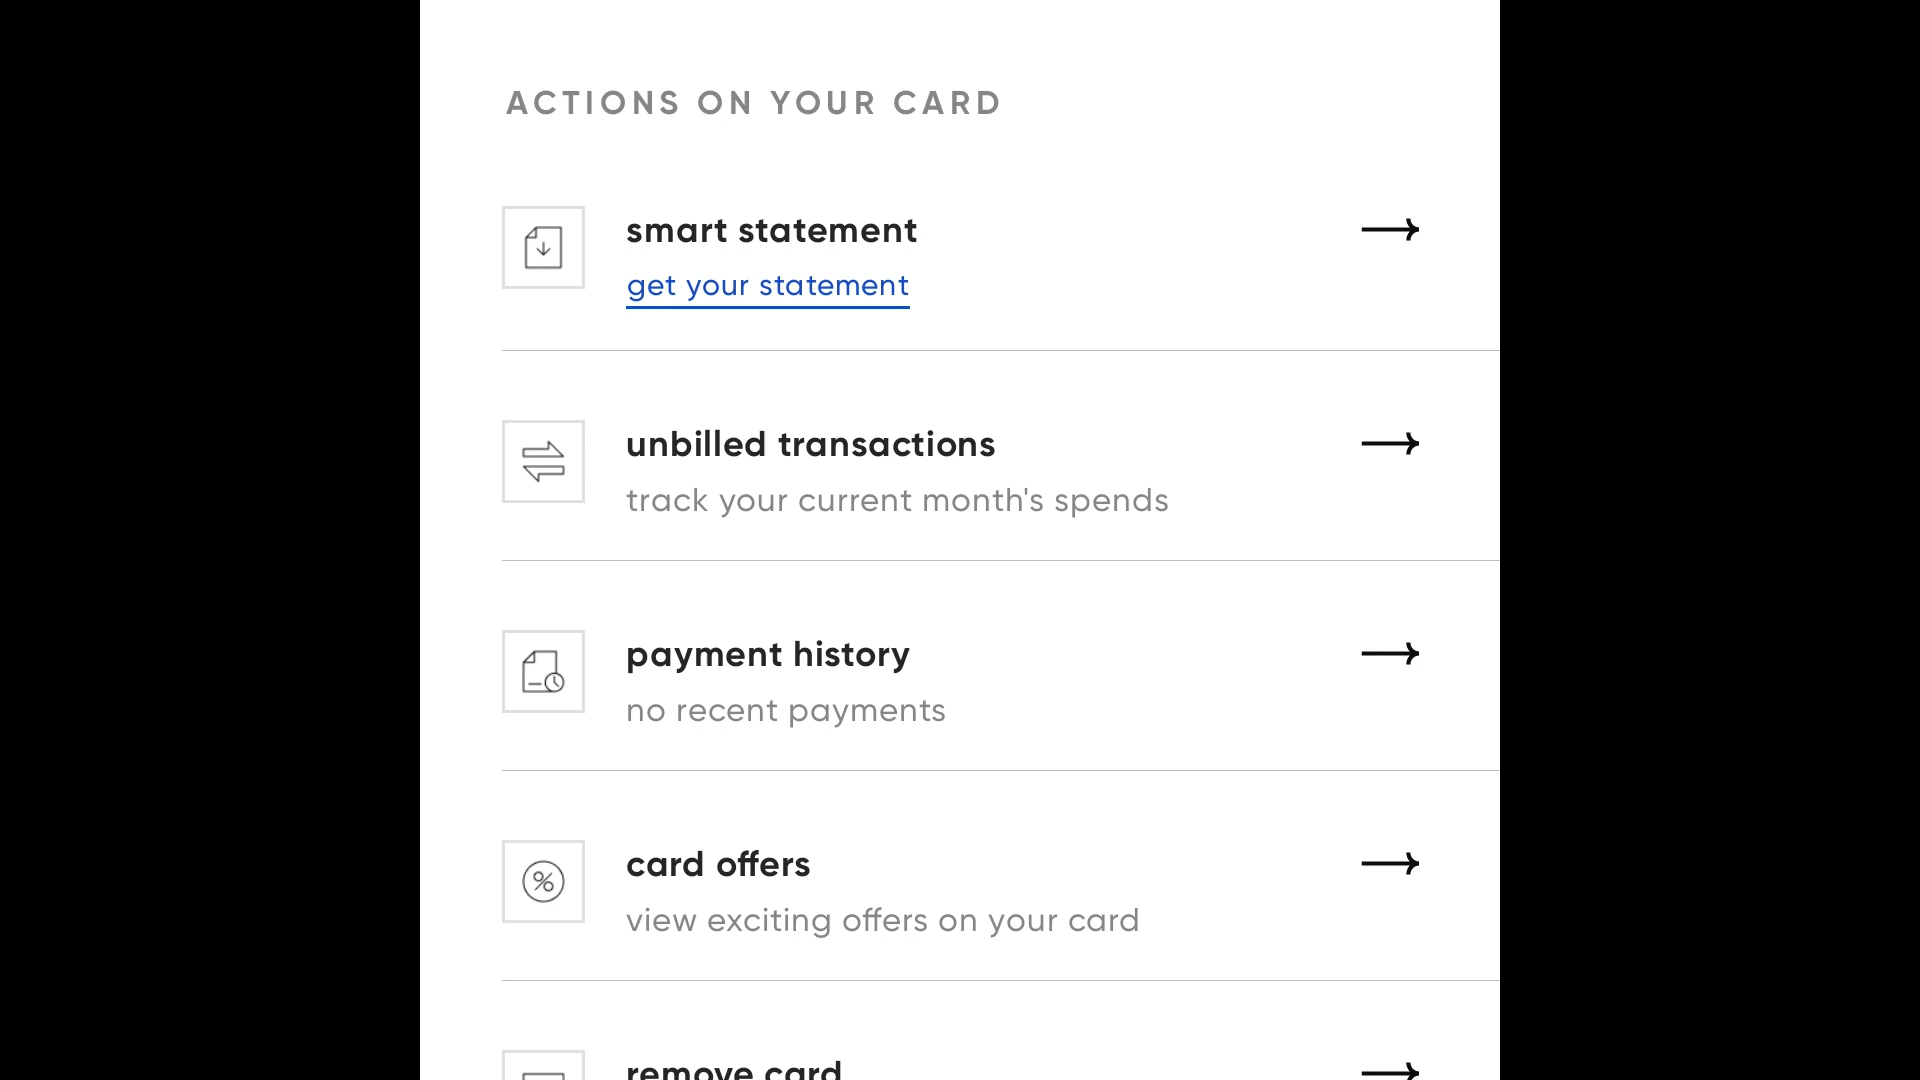 ACTIONS ON YOUR CARD
smart statement
get your statement
unbilled transactions
track your current month's spends
payment history
no recent payments
card offers
view exciting offers on your card
remove card